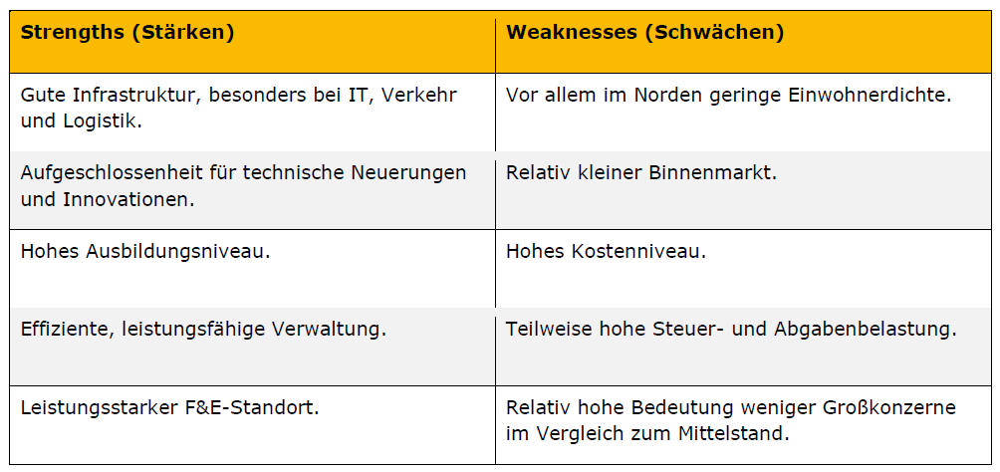 Strengths (Stärken)
Weaknesses (Schwächen)
Gute Infrastruktur, besonders bei IT, Verkehr
und Logistik.
Vor allem im Norden geringe Einwohnerdichte.
Aufgeschlossenheit für technische Neuerungen
und Innovationen.
Relativ kleiner Binnenmarkt.
Hohes Ausbildungsniveau.
Hohes Kostenniveau.
Effiziente, leistungsfähige Verwaltung.
Teilweise hohe Steuer- und Abgabenbelastung.
Leistungsstarker F&E-Standort.
Relativ hohe Bedeutung weniger Großkonzerne
im Vergleich zum Mittelstand.